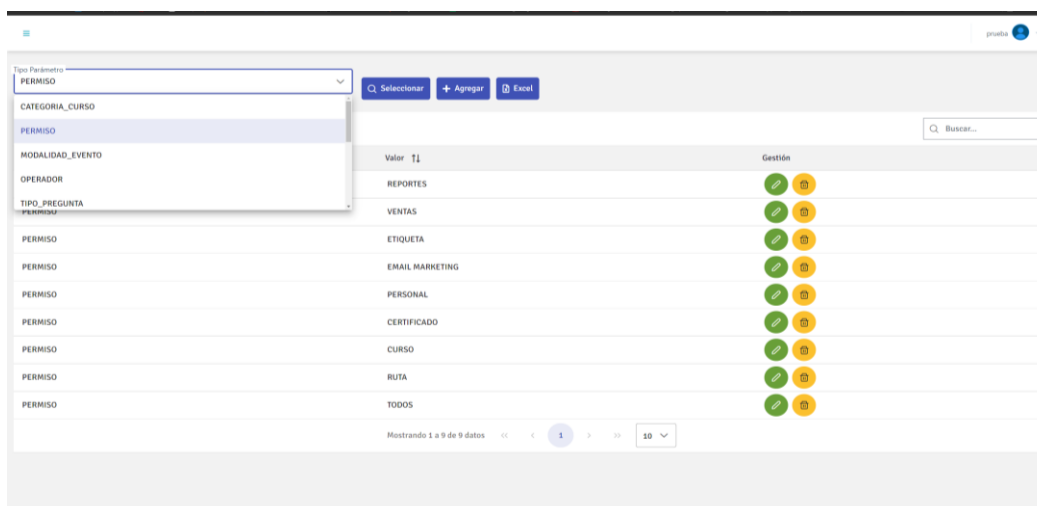 prueba
Tipo Parámetro
PERMISO
Seleccionar
Agregar
Excel
CATEGORIA_CURSO
PERMISO
MODALIDAD_EVENTO
OPERADOR
TIPO_PREGUNTA
Buscar...
Valor Gestión
REPORTES
PERMISO VENTAS
PERMISO ETIQUETA
PERMISO EMAIL MARKETING
PERMISO PERSONAL
PERMISO CERTIFICADO
PERMISO CURSO
PERMISO RUTA
PERMISO TODOS
Mostrando 1 a 9 de 9 datos << < 1 > >> 10